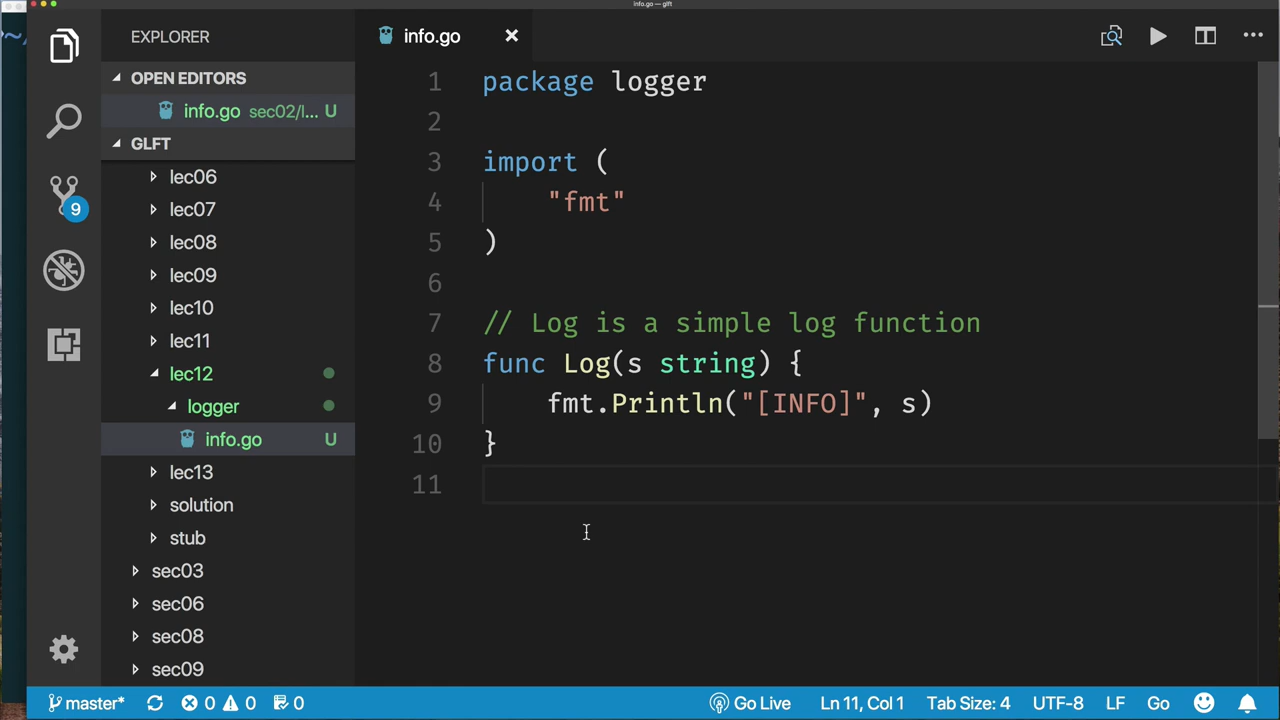 info.go — glft
EXPLORER
OPEN EDITORS
info.go sec02/l... U
GLFT
lec06
lec07
lec08
lec09
lec10
lec11
lec12
logger
info.go U
lec13
solution
stub
sec03
sec06
sec08
sec09
9
info.go
1 package logger
2
3 import (
4 "fmt"
5 )
6
7 // Log is a simple log function
8 func Log(s string) {
9 fmt.Println("[INFO]", s)
10 }
11
master* 0 0 0 Go Live Ln 11, Col 1 Tab Size: 4 UTF-8 LF Go